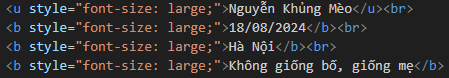 <u style="font-size: large;">Nguyễn Khủng Mèo</u><br>
<b style="font-size: large;">18/08/2024</b><br>
<b style="font-size: large;">Hà Nội</b><br>
<b style="font-size: large;">Không giống bố, giống mẹ</b>